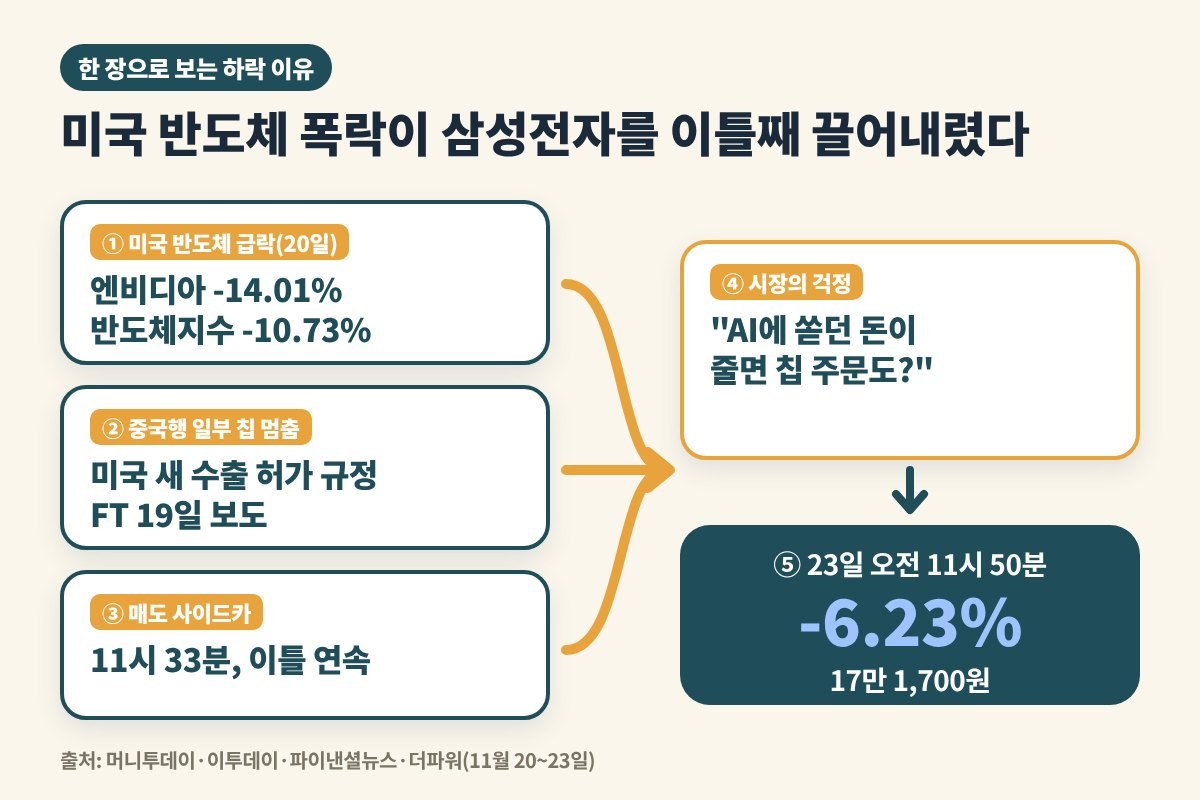 한 장으로 보는 하락 이유
미국 반도체 폭락이 삼성전자를 이틀째 끌어내렸다
① 미국 반도체 급락(20일)
엔비디아 -14.01%
반도체지수 -10.73%
② 중국행 일부 칩 멈춤
미국 새 수출 허가 규정
FT 19일 보도
③ 매도 사이드카
11시 33분, 이틀 연속
④ 시장의 걱정
"AI에 쏟던 돈이
줄면 칩 주문도?"
⑤ 23일 오전 11시 50분
-6.23%
17만 1,700원
출처: 머니투데이·이투데이·파이낸셜뉴스·더파워(11월 20~23일)